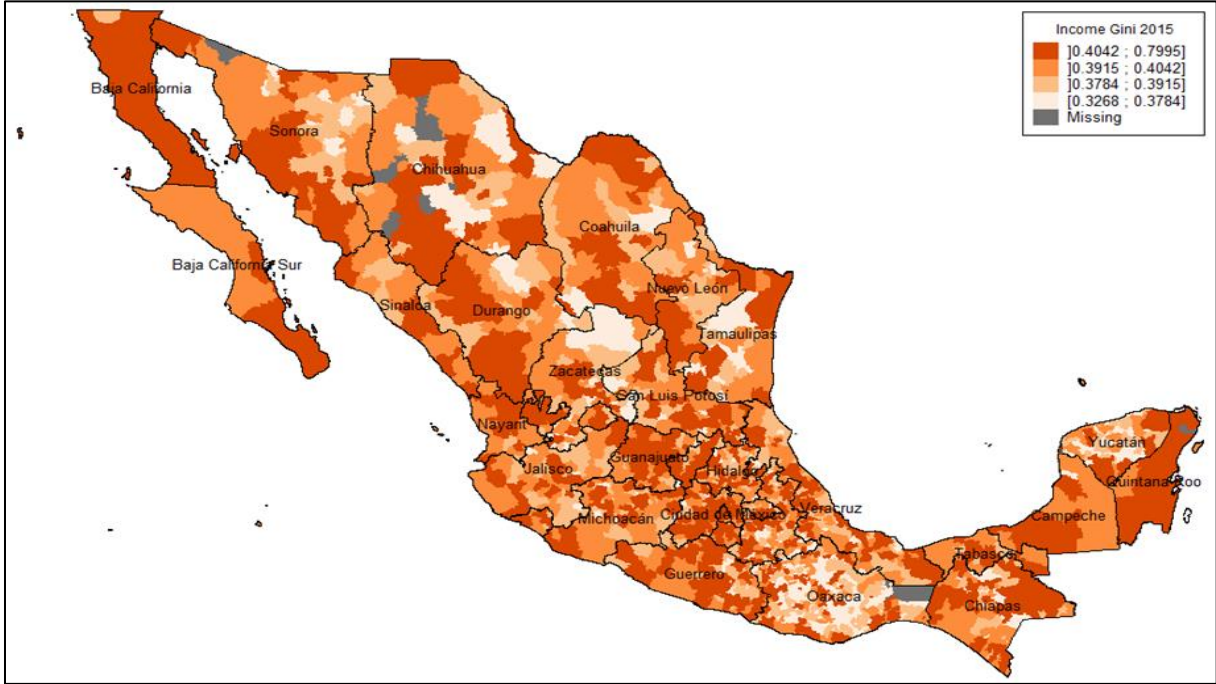 Income Gini 2015
]0.4042 ; 0.7995]
]0.3915 ; 0.4042]
]0.3784 ; 0.3915]
[0.3268 ; 0.3784]
Missing
Baja California
Sonora
Chihuahua
Coahuila
Baja California Sur
Nuevo León
Sinaloa
Durango
Tamaulipas
Zacatecas
San Luis Potosí
Nayarit
Yucatán
Guanajuato
Jalisco
Hidalgo
Quintana Roo
Michoacán
Ciudad de México
Veracruz
Campeche
Tabasco
Guerrero
Oaxaca
Chiapas